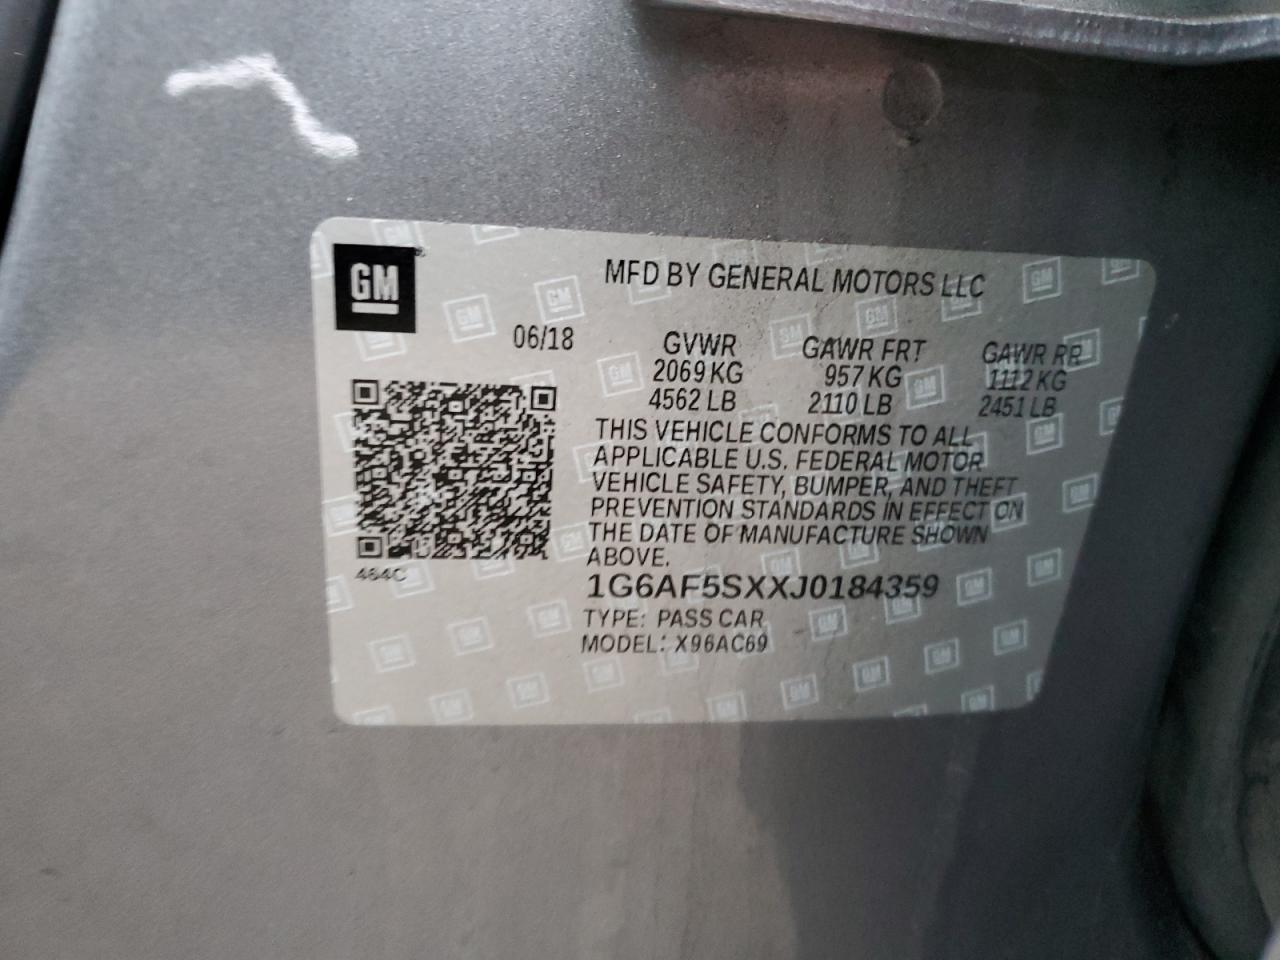 GM
MFD BY GENERAL MOTORS LLC
06/18 GVWR GAWR FRT GAWR RR
2069 KG 957 KG 1112 KG
4562 LB 2110 LB 2451 LB
THIS VEHICLE CONFORMS TO ALL
APPLICABLE U.S. FEDERAL MOTOR
VEHICLE SAFETY, BUMPER, AND THEFT
PREVENTION STANDARDS IN EFFECT ON
THE DATE OF MANUFACTURE SHOWN
ABOVE.
464C
1G6AF5SXXJ0184359
TYPE: PASS CAR
MODEL: X96AC69